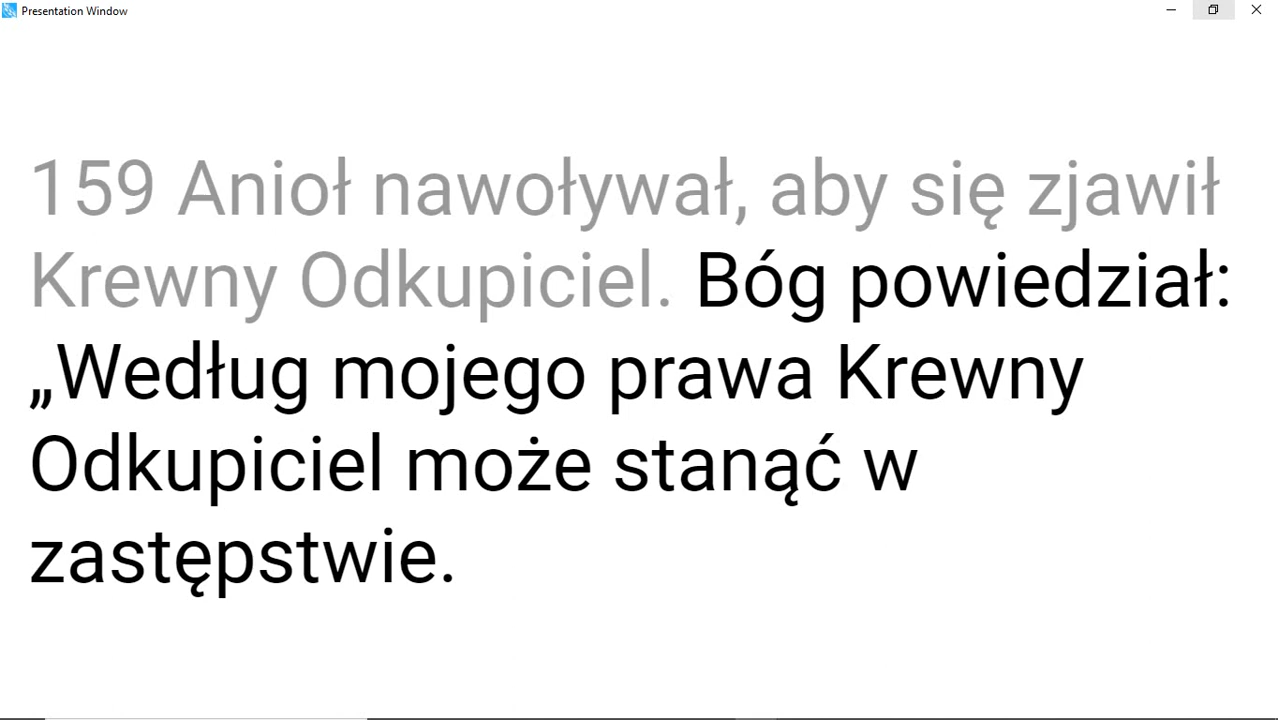 Presentation Window
159 Anioł nawoływał, aby się zjawił
Krewny Odkupiciel. Bóg powiedział:
„Według mojego prawa Krewny
Odkupiciel może stanąć w
zastępstwie.